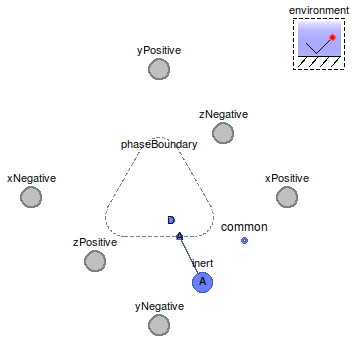 environment
yPositive
zNegative
phaseBoundary
xNegative
xPositive
D
common
A
zPositive
inert
A
yNegative